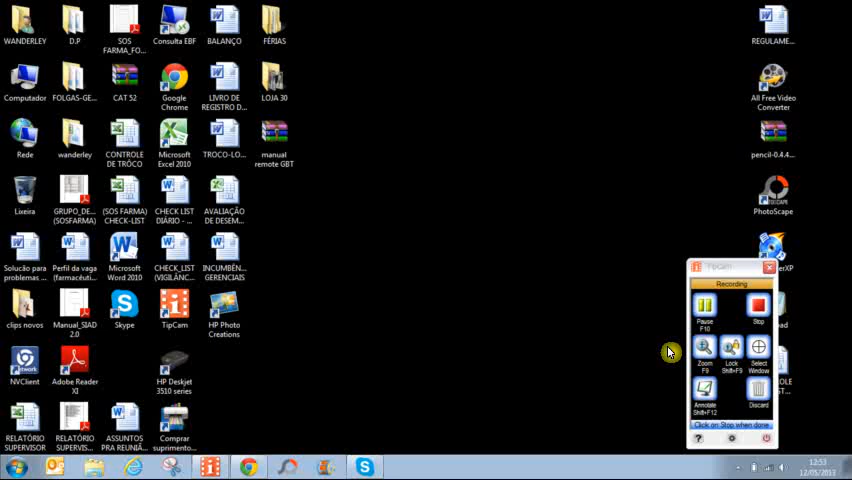 WANDERLEY
D.P
SOS
FARMA_FO...
Consulta EBF
BALANÇO
FÉRIAS
REGULAME...
Computador
FOLGAS-GE...
CAT 52
Google
Chrome
LIVRO DE
REGISTRO D...
LOJA 30
All Free Video
Converter
Rede
wanderley
CONTROLE
DE TRÔCO
Microsoft
Excel 2010
TROCO-LO...
manual
remote GBT
pencil-0.4.4...
Lixeira
GRUPO_DE...
(SOSFARMA)
(SOS FARMA)
CHECK-LIST
CHECK LIST
DIÁRIO - ...
AVALIAÇÃO
DE DESEM...
PhotoScape
Solucão para
problemas ...
Perfil da vaga
(farmacêuti...
Microsoft
Word 2010
CHECK_LIST
(VIGILÂNC...
INCUMBÊN...
GERENCIAIS
clips novos
Manual_SIAD
2.0
Skype
TipCam
HP Photo
Creations
NVClient
Adobe Reader
XI
HP Deskjet
3510 series
RELATÓRIO
SUPERVISOR
RELATÓRIO
SUPERVIS...
ASSUNTOS
PRA REUNIÃ...
Comprar
suprimento...
Recording
Pause
F10
Stop
Zoom
F9
Lock
Shift+F9
Select
Window
Annotate
Shift+F12
Discard
Click on Stop when done
12:53
12/05/2013